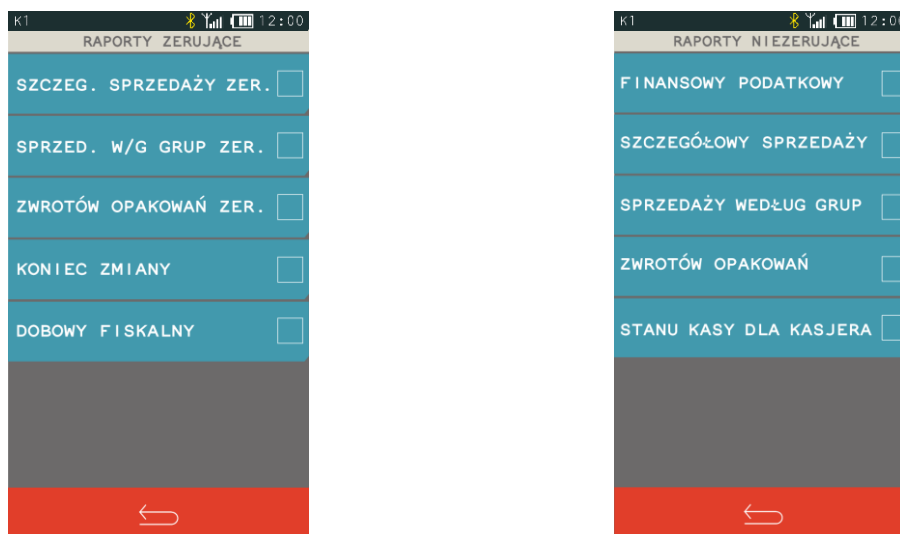 K1 12:00
RAPORTY ZERUJĄCE
SZCZEG. SPRZEDAŻY ZER.
SPRZED. W/G GRUP ZER.
ZWROTÓW OPAKOWAŃ ZER.
KONIEC ZMIANY
DOBOWY FISKALNY
K1 12:00
RAPORTY NIEZERUJĄCE
FINANSOWY PODATKOWY
SZCZEGÓŁOWY SPRZEDAŻY
SPRZEDAŻY WEDŁUG GRUP
ZWROTÓW OPAKOWAŃ
STANU KASY DLA KASJERA